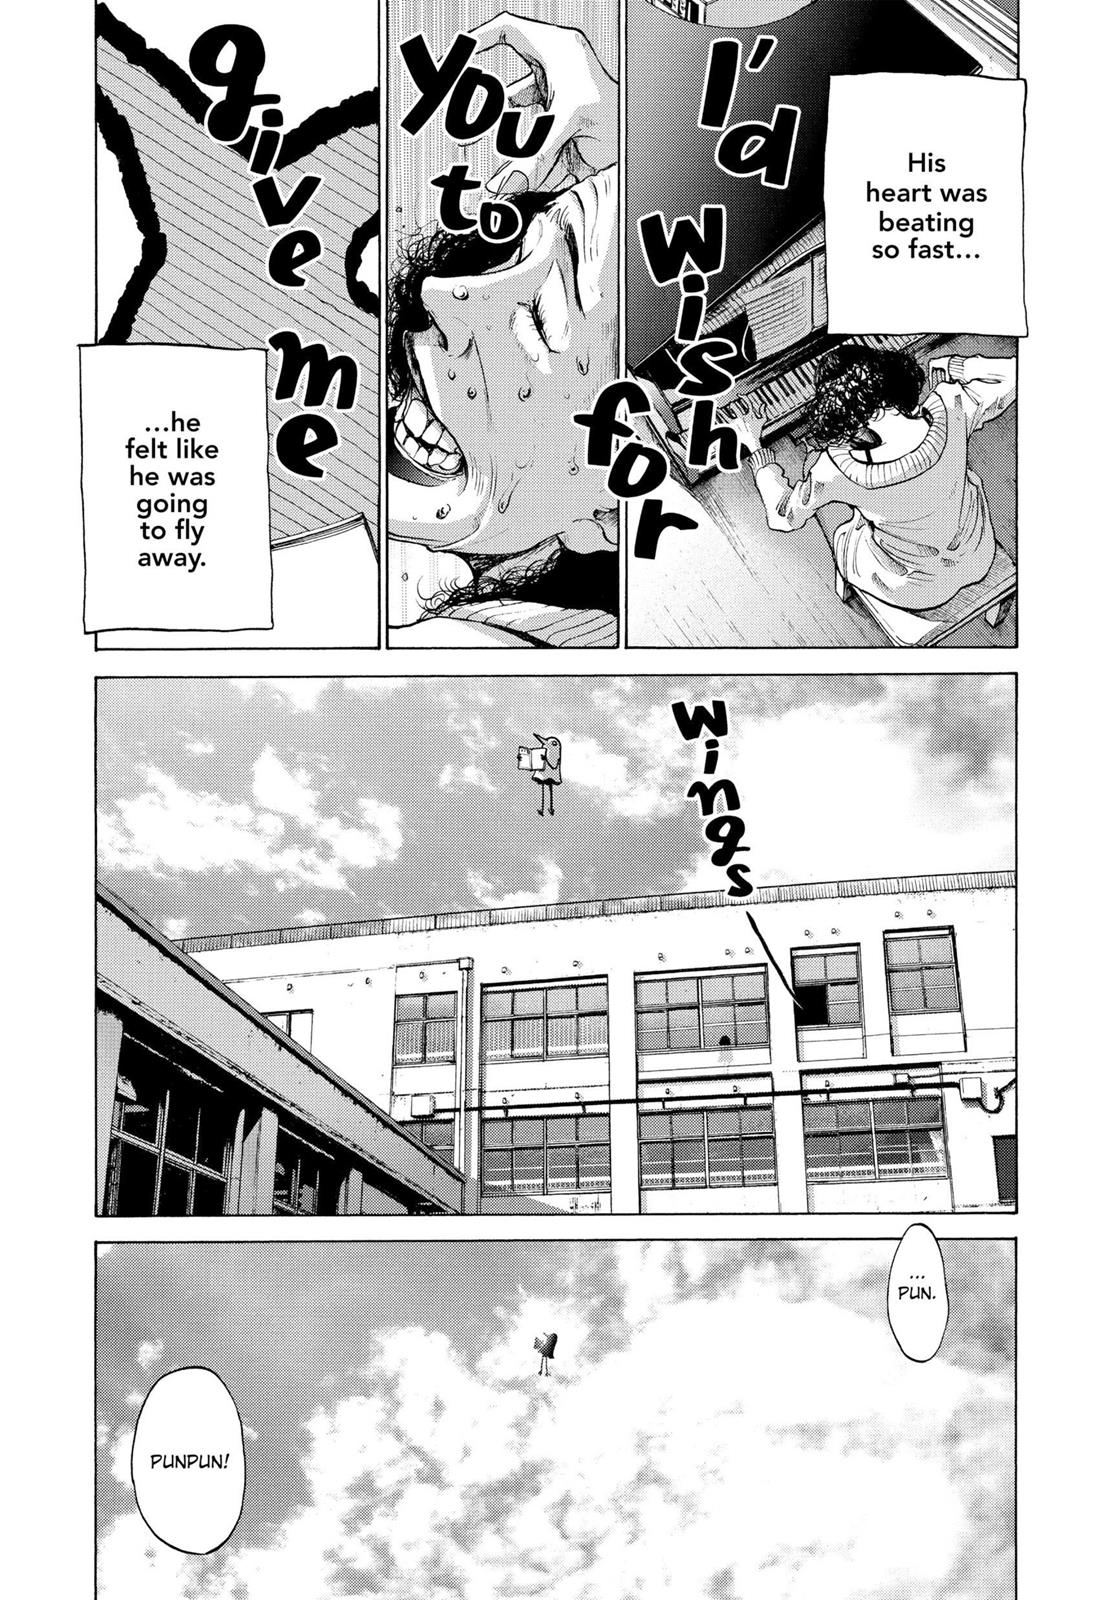 His
heart was
beating
so fast...
I'd
wish
for
you
to
give
me
...he
felt like
he was
going
to fly
away.
wings
...
PUN.
PUNPUN!